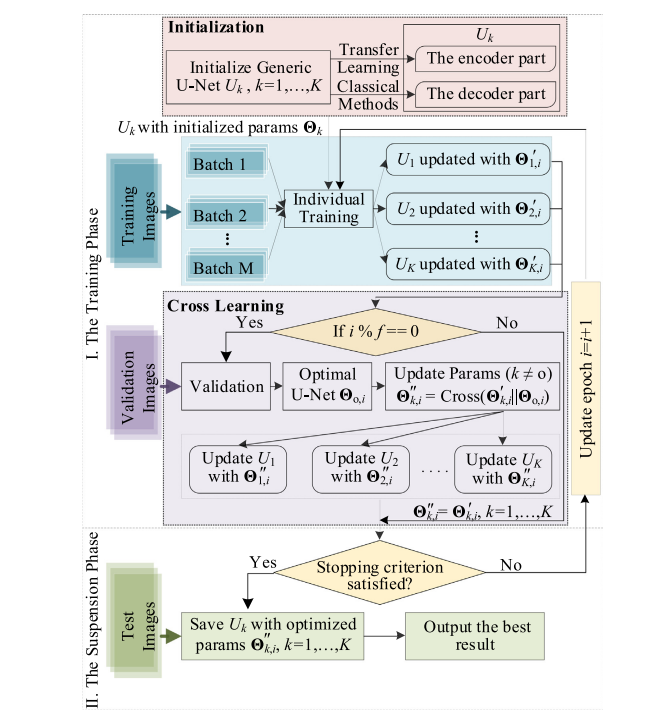 Initialization
Initialize Generic
U-Net U_k , k=1,…,K
Transfer
Learning
Classical
Methods
U_k
The encoder part
The decoder part
U_k with initialized params Θ_k
I. The Training Phase
Training
Images
Batch 1
Batch 2
⋮
Batch M
Individual
Training
U_1 updated with Θ'_{1,i}
U_2 updated with Θ'_{2,i}
⋮
U_K updated with Θ'_{K,i}
Cross Learning
Yes
If i % f == 0
No
Validation
Images
Validation
Optimal
U-Net Θ_{o,i}
Update Params (k ≠ o)
Θ''_{k,i} = Cross(Θ'_{k,i}||Θ_{o,i})
Update U_1
with Θ''_{1,i}
Update U_2
with Θ''_{2,i}
. . . .
Update U_K
with Θ''_{K,i}
Θ''_{k,i} = Θ'_{k,i}, k=1,…,K
Update epoch i=i+1
II. The Suspension Phase
Yes
Stopping criterion
satisfied?
No
Test
Images
Save U_k with optimized
params Θ''_{k,i}, k=1,…,K
Output the best
result